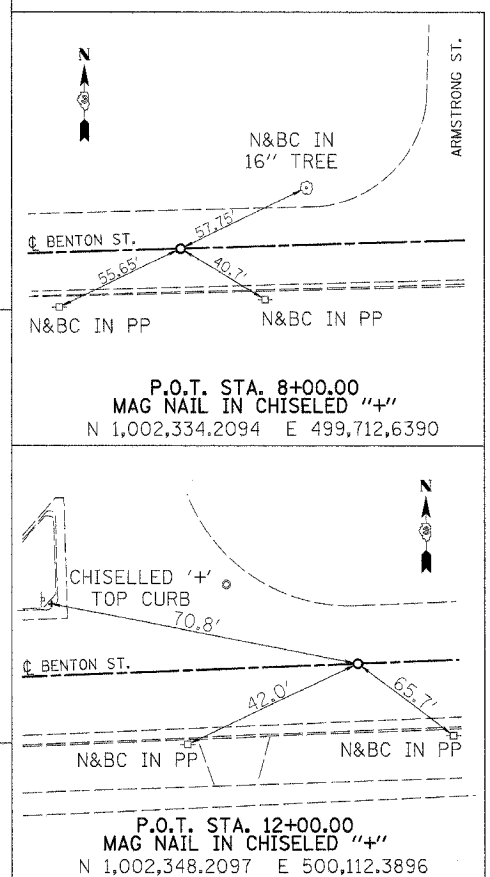 N
ARMSTRONG ST.
N&BC IN
16" TREE
57.75'
℄ BENTON ST.
55.65'
40.7'
N&BC IN PP
N&BC IN PP
P.O.T. STA. 8+00.00
MAG NAIL IN CHISELED "+"
N 1,002,334.2094 E 499,712.6390
N
CHISELLED '+'
TOP CURB
70.8'
℄ BENTON ST.
42.0'
65.7'
N&BC IN PP
N&BC IN PP
P.O.T. STA. 12+00.00
MAG NAIL IN CHISELED "+"
N 1,002,348.2097 E 500,112.3896